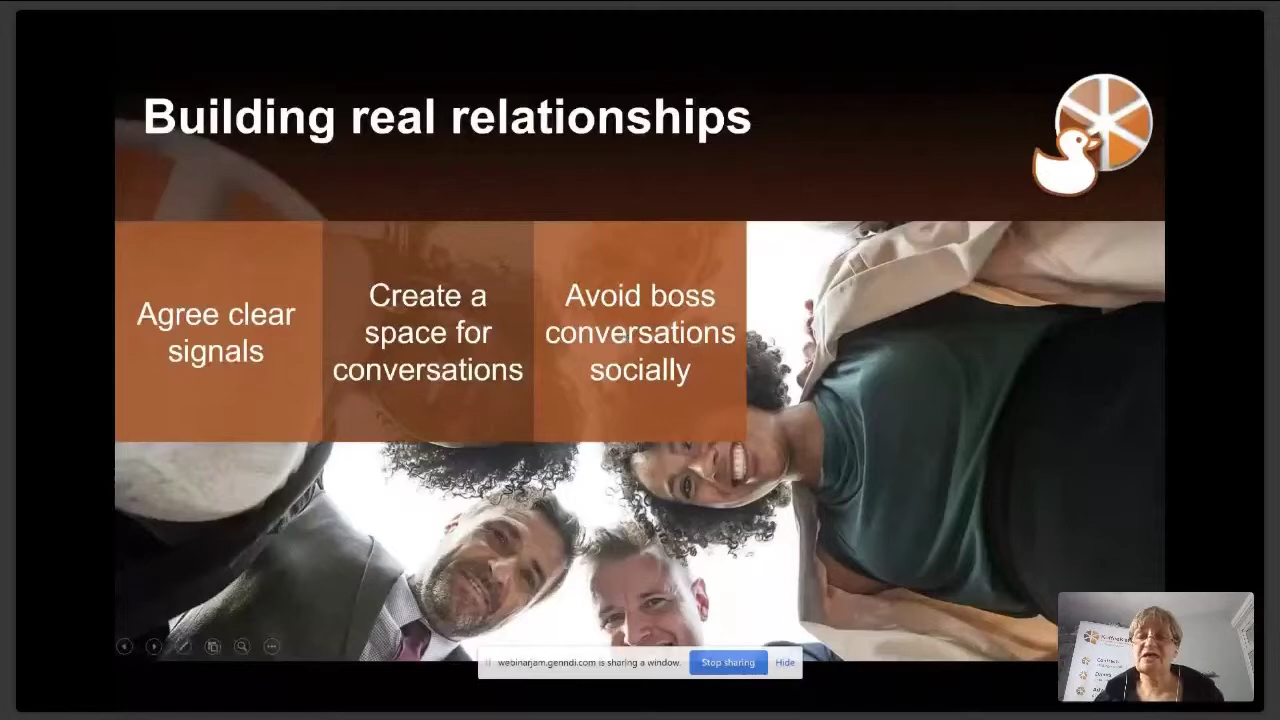 Building real relationships
Agree clear
signals
Create a
space for
conversations
Avoid boss
conversations
socially
webinarjam.genndi.com is sharing a window.
Stop sharing
Hide